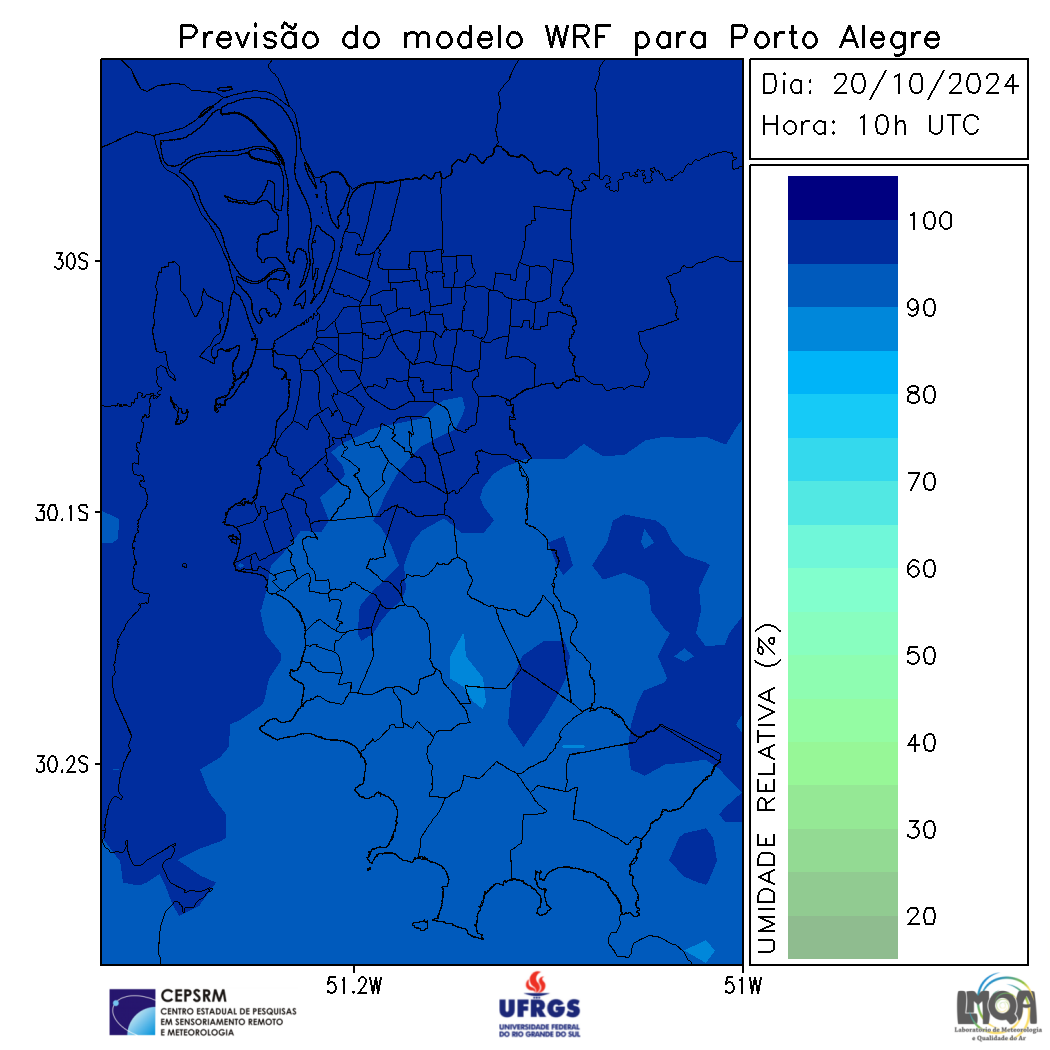 Previsão do modelo WRF para Porto Alegre
Dia: 20/10/2024
Hora: 10h UTC
30S
30.1S
30.2S
51.2W
51W
100
90
80
70
60
50
40
30
20
UMIDADE RELATIVA (%)
CEPSRM
CENTRO ESTADUAL DE PESQUISAS
EM SENSORIAMENTO REMOTO
E METEOROLOGIA
UFRGS
UNIVERSIDADE FEDERAL
DO RIO GRANDE DO SUL
LMQA
Laboratório de Meteorologia
e Qualidade do Ar